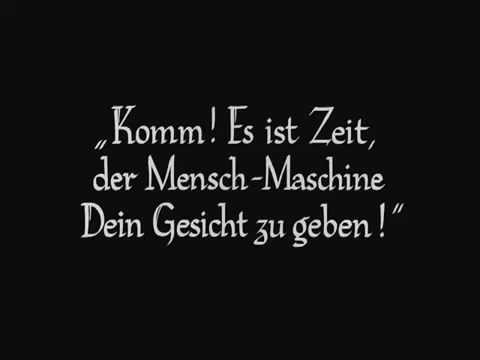 „Komm! Es ist Zeit,
der Mensch-Maschine
Dein Gesicht zu geben!“